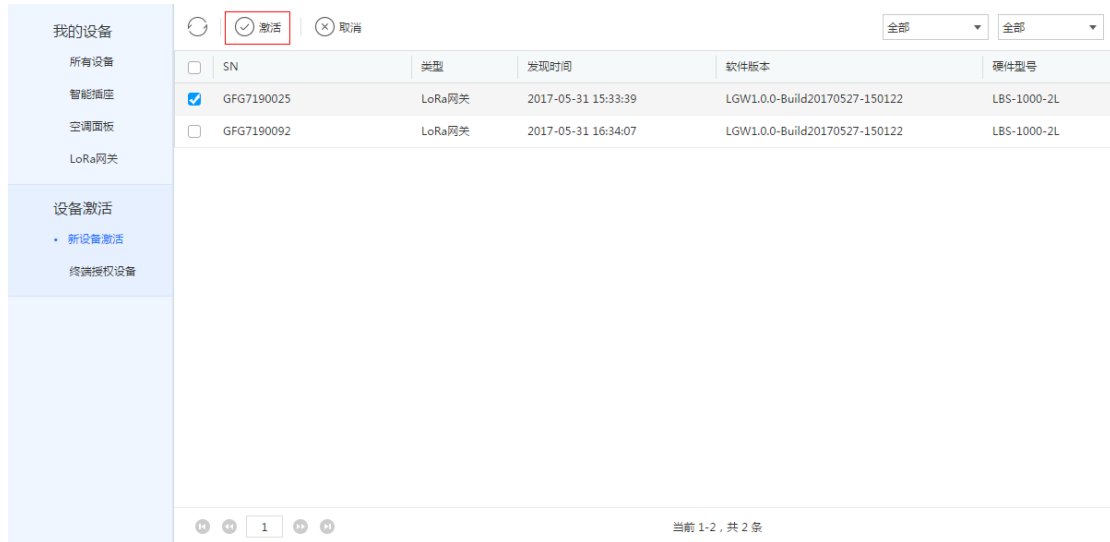 我的设备
所有设备
智能插座
空调面板
LoRa网关
设备激活
• 新设备激活
终端授权设备
激活 取消 全部 全部
SN 类型 发现时间 软件版本 硬件型号
GFG7190025 LoRa网关 2017-05-31 15:33:39 LGW1.0.0-Build20170527-150122 LBS-1000-2L
GFG7190092 LoRa网关 2017-05-31 16:34:07 LGW1.0.0-Build20170527-150122 LBS-1000-2L
1 当前 1-2，共 2 条